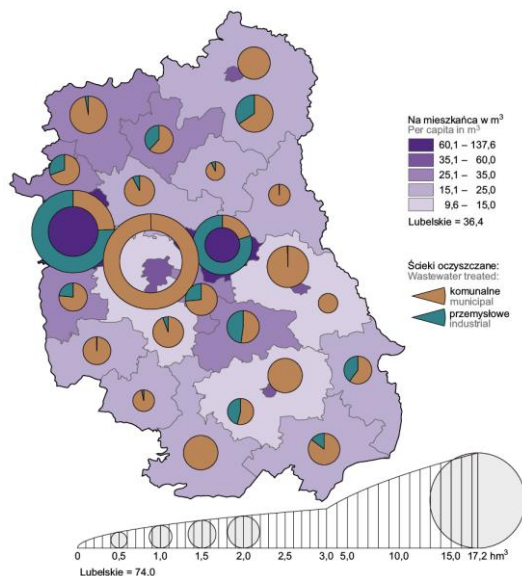 Na mieszkańca w m³
Per capita in m³
60,1 – 137,6
35,1 – 60,0
25,1 – 35,0
15,1 – 25,0
9,6 – 15,0
Lubelskie = 36,4
Ścieki oczyszczane:
Wastewater treated:
komunalne
municipal
przemysłowe
industrial
0 0,5 1,0 1,5 2,0 2,5 3,0 5,0 10,0 15,0 17,2 hm³
Lubelskie = 74,0